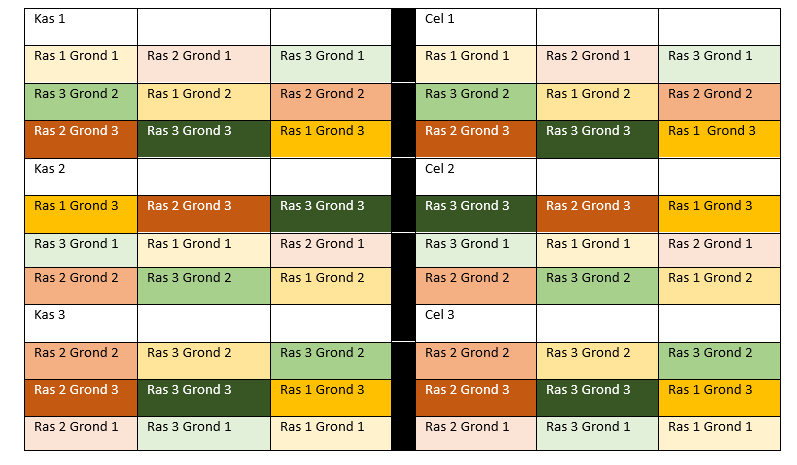 Kas 1 Cel 1
Ras 1 Grond 1 Ras 2 Grond 1 Ras 3 Grond 1 Ras 1 Grond 1 Ras 2 Grond 1 Ras 3 Grond 1
Ras 3 Grond 2 Ras 1 Grond 2 Ras 2 Grond 2 Ras 3 Grond 2 Ras 1 Grond 2 Ras 2 Grond 2
Ras 2 Grond 3 Ras 3 Grond 3 Ras 1 Grond 3 Ras 2 Grond 3 Ras 3 Grond 3 Ras 1 Grond 3
Kas 2 Cel 2
Ras 1 Grond 3 Ras 2 Grond 3 Ras 3 Grond 3 Ras 3 Grond 3 Ras 2 Grond 3 Ras 1 Grond 3
Ras 3 Grond 1 Ras 1 Grond 1 Ras 2 Grond 1 Ras 3 Grond 1 Ras 1 Grond 1 Ras 2 Grond 1
Ras 2 Grond 2 Ras 3 Grond 2 Ras 1 Grond 2 Ras 2 Grond 2 Ras 3 Grond 2 Ras 1 Grond 2
Kas 3 Cel 3
Ras 2 Grond 2 Ras 3 Grond 2 Ras 3 Grond 2 Ras 2 Grond 2 Ras 3 Grond 2 Ras 3 Grond 2
Ras 2 Grond 3 Ras 3 Grond 3 Ras 1 Grond 3 Ras 2 Grond 3 Ras 3 Grond 3 Ras 1 Grond 3
Ras 2 Grond 1 Ras 3 Grond 1 Ras 1 Grond 1 Ras 2 Grond 1 Ras 3 Grond 1 Ras 1 Grond 1